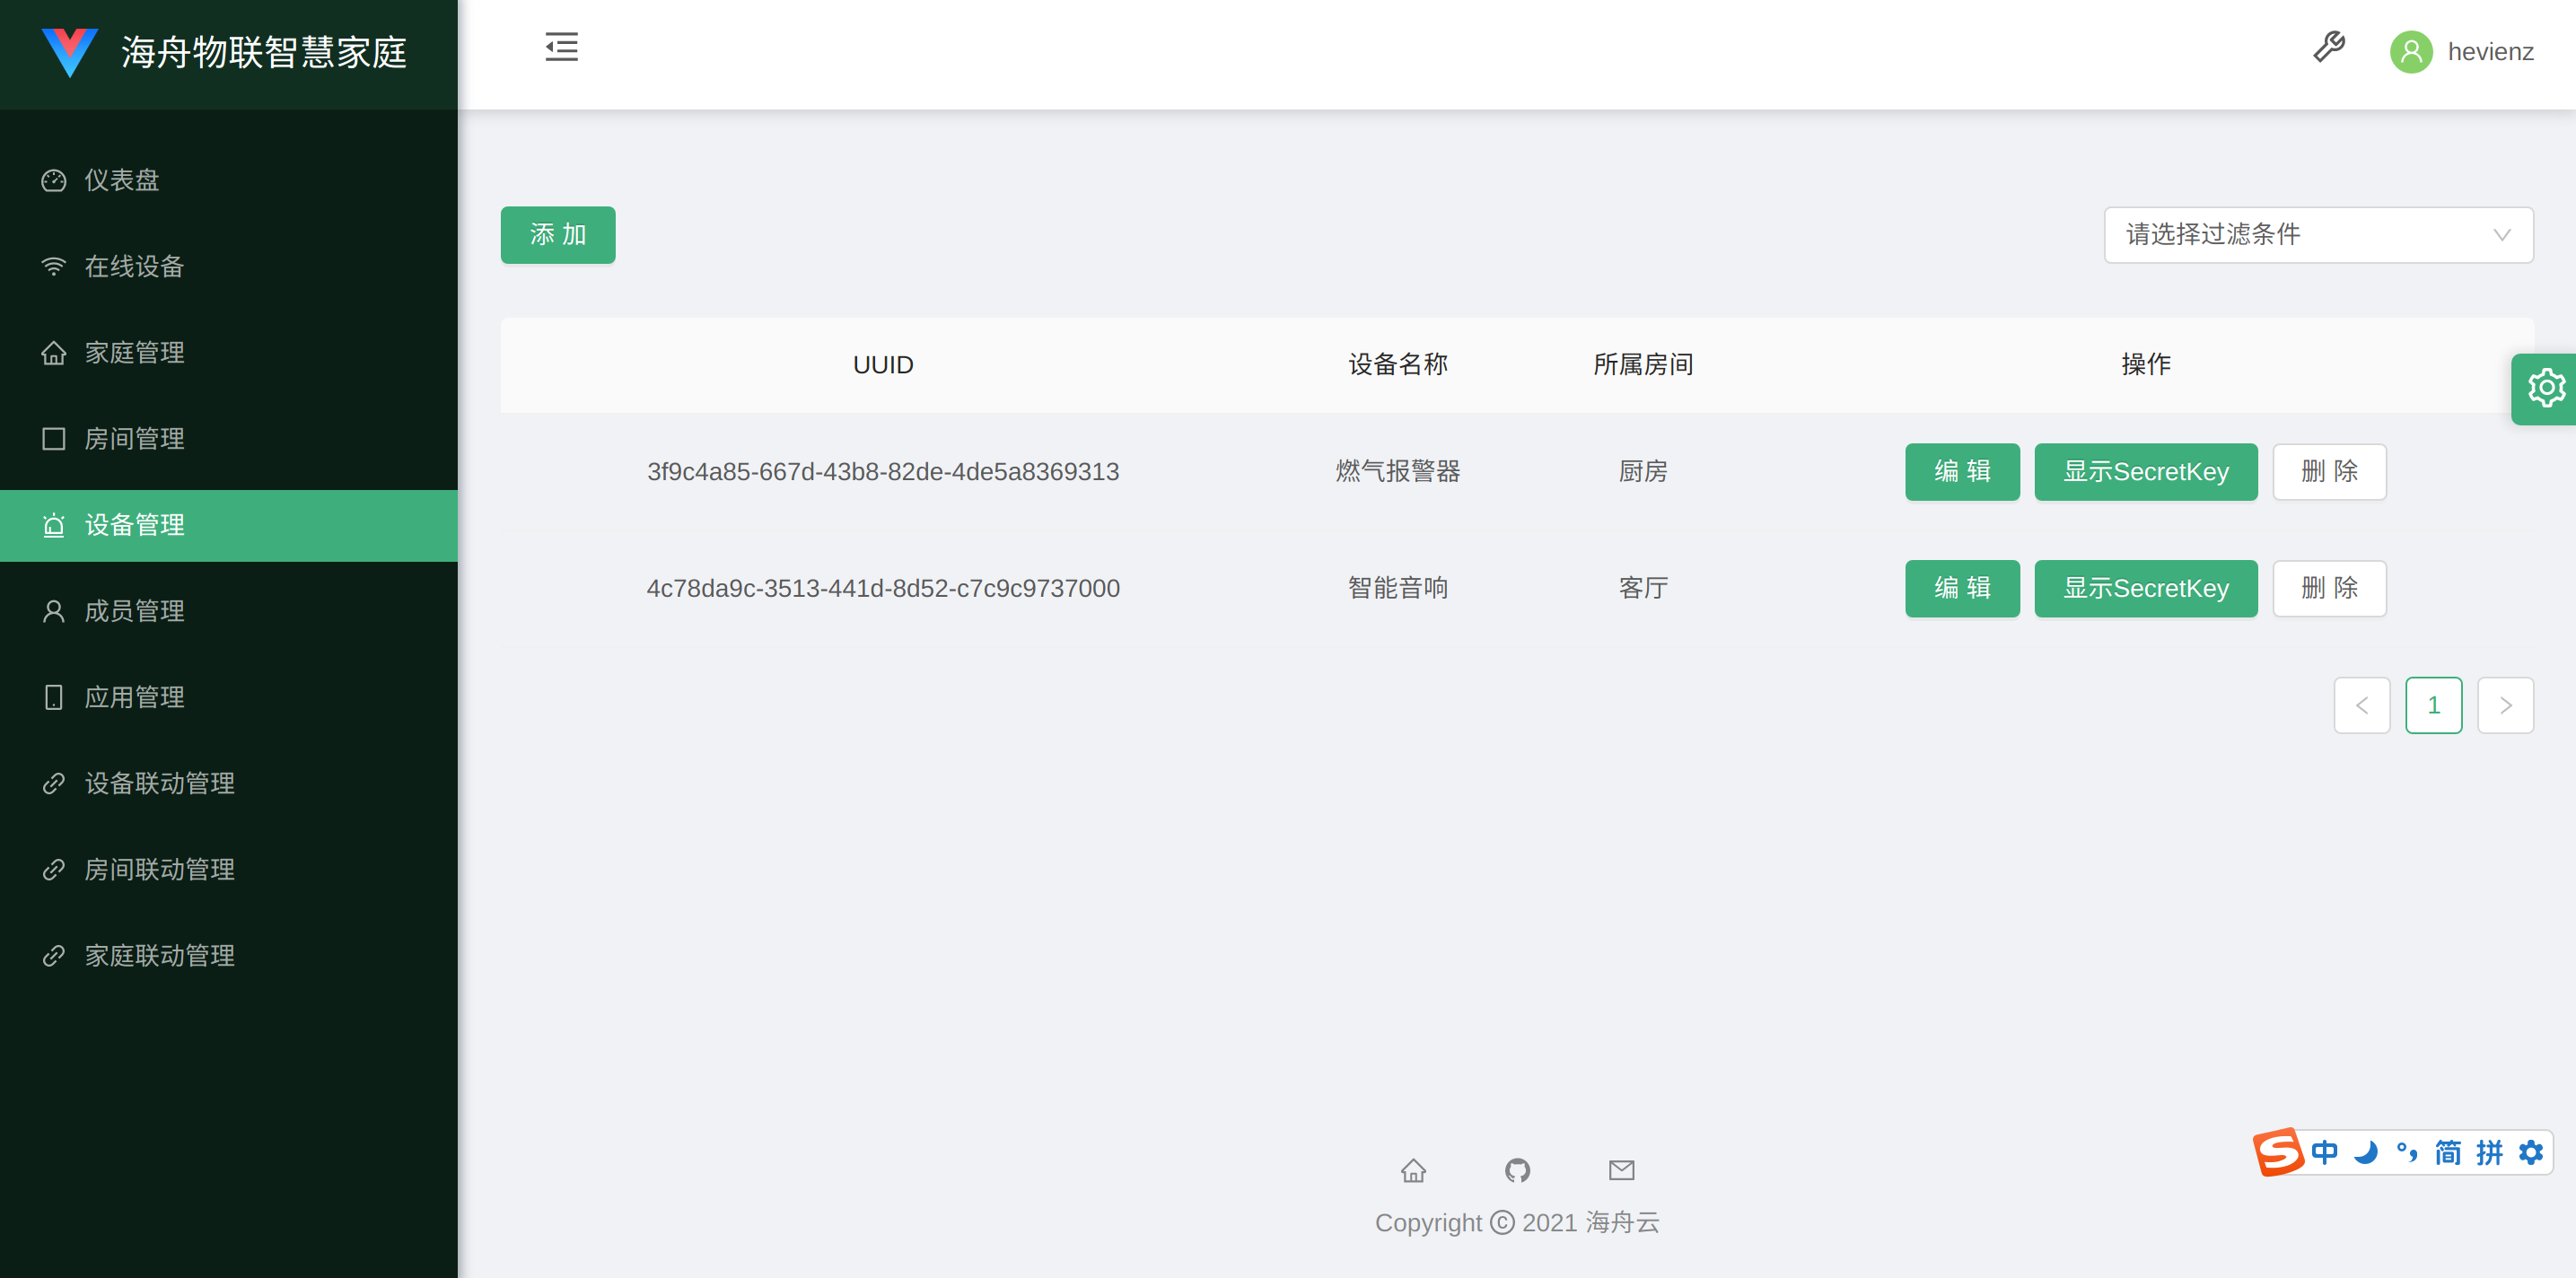 海舟物联智慧家庭
hevienz
仪表盘
在线设备
家庭管理
房间管理
设备管理
成员管理
应用管理
设备联动管理
房间联动管理
家庭联动管理
添 加
请选择过滤条件
UUID 设备名称 所属房间 操作
3f9c4a85-667d-43b8-82de-4de5a8369313 燃气报警器 厨房 编 辑 显示SecretKey 删 除
4c78da9c-3513-441d-8d52-c7c9c9737000 智能音响 客厅 编 辑 显示SecretKey 删 除
1
中 °, 简 拼
Copyright © 2021 海舟云